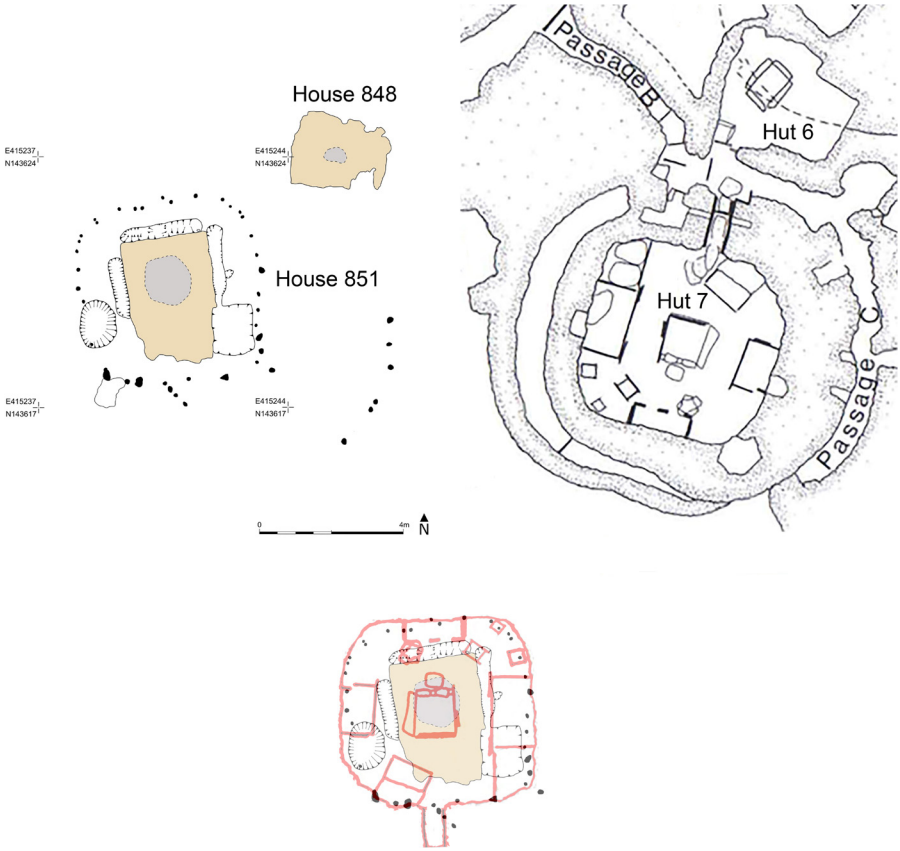 House 848
E415237
N143624
E415244
N143624
House 851
E415237
N143617
E415244
N143617
0
4m
N
Passage B
Hut 6
Hut 7
Passage C